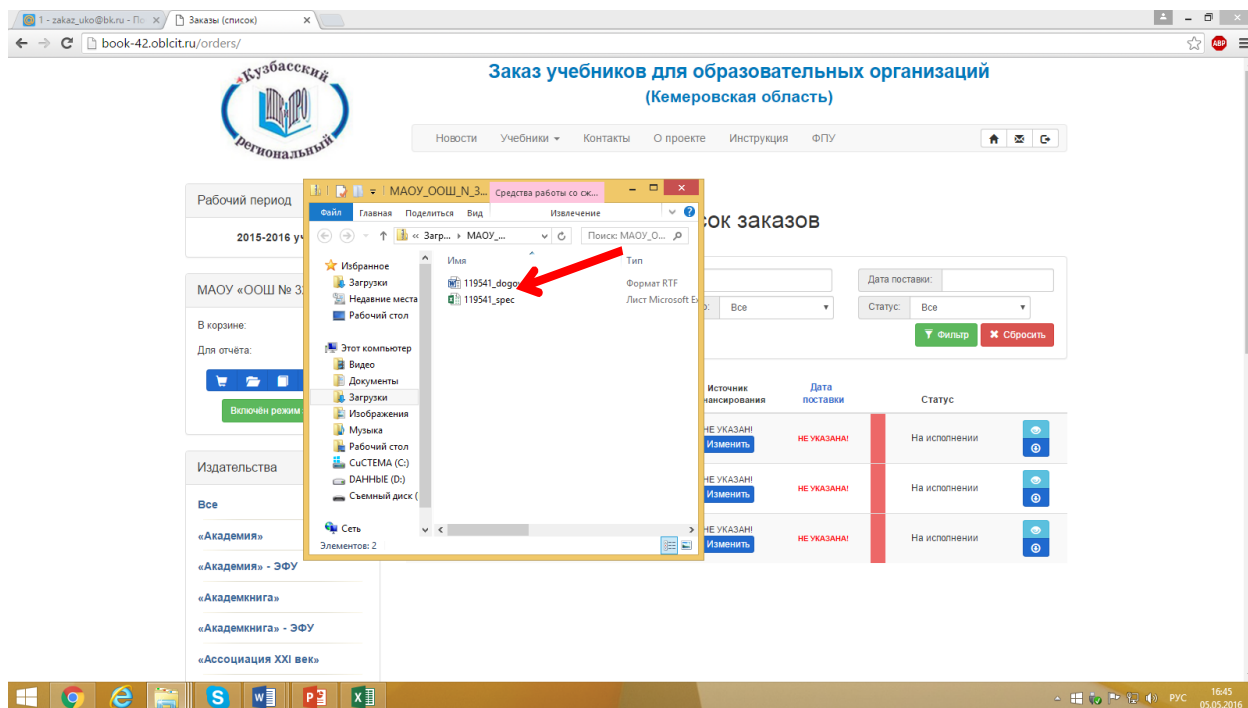 1 - zakaz_uko@bk.ru - По
Заказы (список)
book-42.oblcit.ru/orders/
ABP
Кузбасский
региональный
Заказ учебников для образовательных организаций
(Кемеровская область)
Новости Учебники Контакты О проекте Инструкция ФПУ
Рабочий период
2015-2016
МАОУ «ООШ № 3
В корзине:
Для отчёта:
Включён режим
Издательства
Все
«Академия»
«Академия» - ЭФУ
«Академкнига»
«Академкнига» - ЭФУ
«Ассоциация XXI век»
МАОУ_ООШ_N_3... Средства работы со сж...
Файл Главная Поделиться Вид Извлечение
« Загр... МАОУ_... Поиск: МАОУ_О...
Избранное
Загрузки
Недавние места
Рабочий стол
Этот компьютер
Видео
Документы
Загрузки
Изображения
Музыка
Рабочий стол
CuCTEMA (C:)
DAHHblE (D:)
Съемный диск (
Сеть
Элементов: 2
Имя Тип
119541_dogo Формат RTF
119541_spec Лист Microsoft Ex
заказов
Дата поставки:
Все Статус: Все
Фильтр Сбросить
Источник
Дата поставки Статус
НЕ УКАЗАН!
Изменить НЕ УКАЗАНА! На исполнении
НЕ УКАЗАН!
Изменить НЕ УКАЗАНА! На исполнении
НЕ УКАЗАН!
Изменить НЕ УКАЗАНА! На исполнении
РУС 16:45
05.05.2016